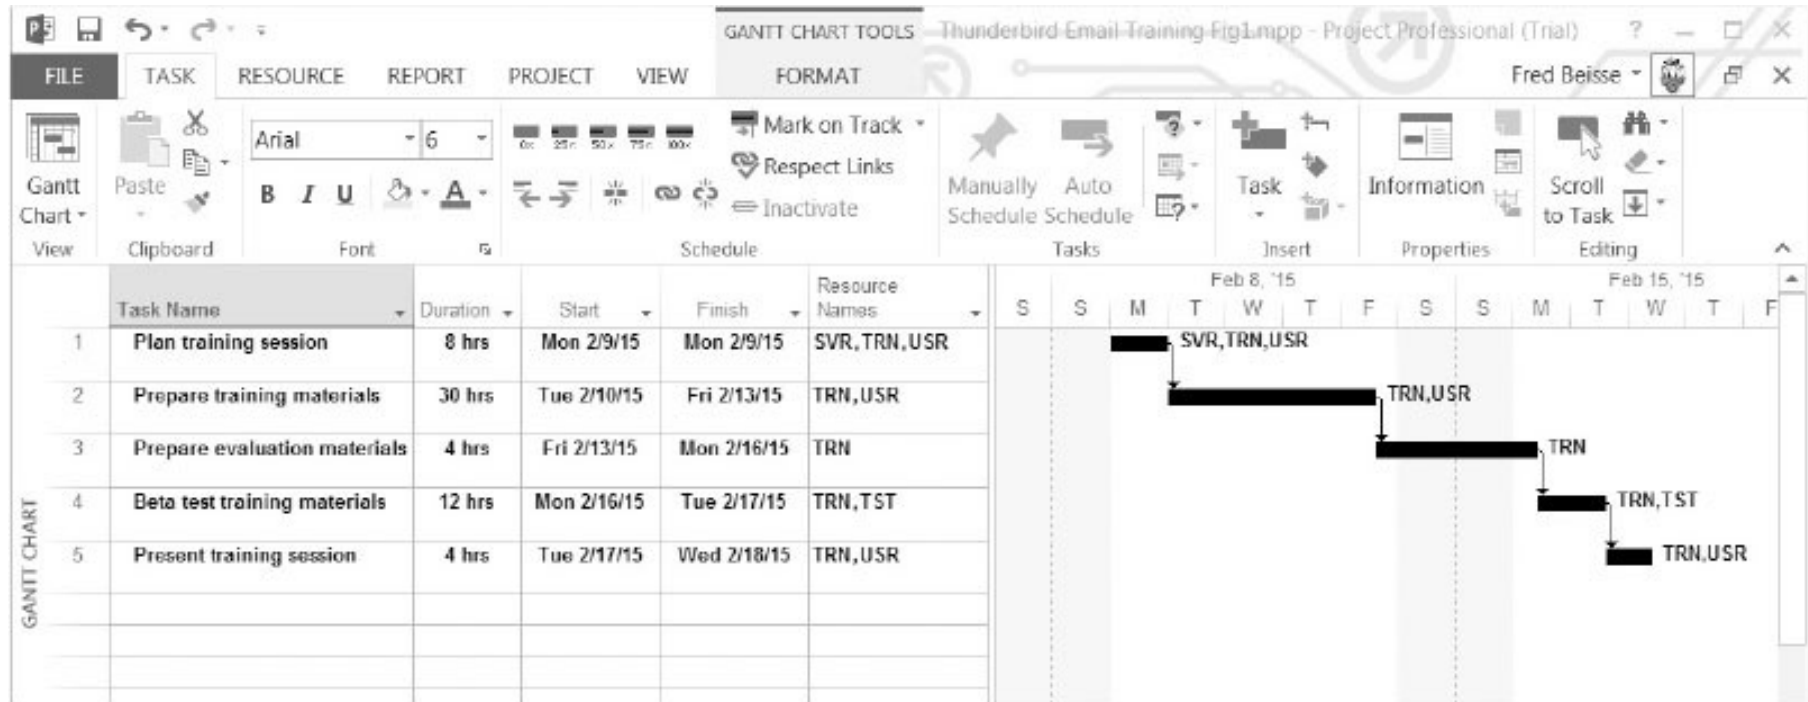 GANTT CHART TOOLS Thunderbird Email Training Fig1.mpp - Project Professional (Trial) ?
FILE TASK RESOURCE REPORT PROJECT VIEW FORMAT Fred Beisse
Gantt Chart
View
Paste
Clipboard
Arial 6
B I U A
Font
0x 25x 50x 75x 100x
Mark on Track
Respect Links
Inactivate
Schedule
Manually Schedule
Auto Schedule
Tasks
Task
Insert
Information
Properties
Scroll to Task
Editing
Task Name Duration Start Finish Resource Names
Feb 8, '15 Feb 15, '15
S S M T W T F S S M T W T F
1 Plan training session 8 hrs Mon 2/9/15 Mon 2/9/15 SVR,TRN,USR SVR,TRN,USR
2 Prepare training materials 30 hrs Tue 2/10/15 Fri 2/13/15 TRN,USR TRN,USR
3 Prepare evaluation materials 4 hrs Fri 2/13/15 Mon 2/16/15 TRN TRN
4 Beta test training materials 12 hrs Mon 2/16/15 Tue 2/17/15 TRN,TST TRN,TST
5 Present training session 4 hrs Tue 2/17/15 Wed 2/18/15 TRN,USR TRN,USR
GANTT CHART